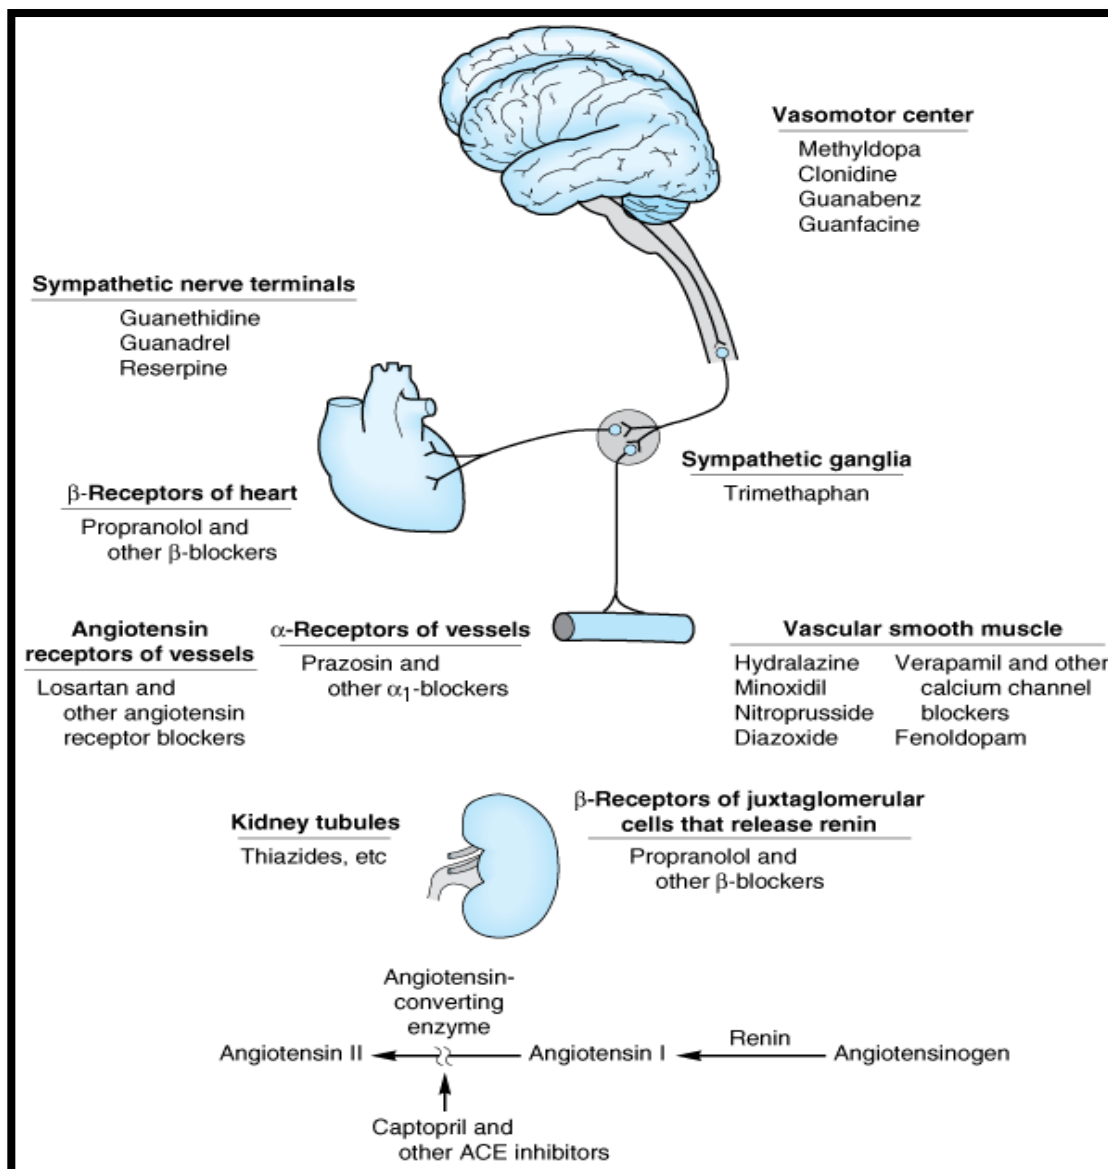 Vasomotor center
Methyldopa
Clonidine
Guanabenz
Guanfacine
Sympathetic nerve terminals
Guanethidine
Guanadrel
Reserpine
Sympathetic ganglia
Trimethaphan
β-Receptors of heart
Propranolol and
other β-blockers
Angiotensin
receptors of vessels
Losartan and
other angiotensin
receptor blockers
α-Receptors of vessels
Prazosin and
other α1-blockers
Vascular smooth muscle
Hydralazine
Minoxidil
Nitroprusside
Diazoxide
Verapamil and other
calcium channel
blockers
Fenoldopam
Kidney tubules
Thiazides, etc
β-Receptors of juxtaglomerular
cells that release renin
Propranolol and
other β-blockers
Angiotensin-
converting
enzyme
Angiotensin II
Angiotensin I
Renin
Angiotensinogen
Captopril and
other ACE inhibitors